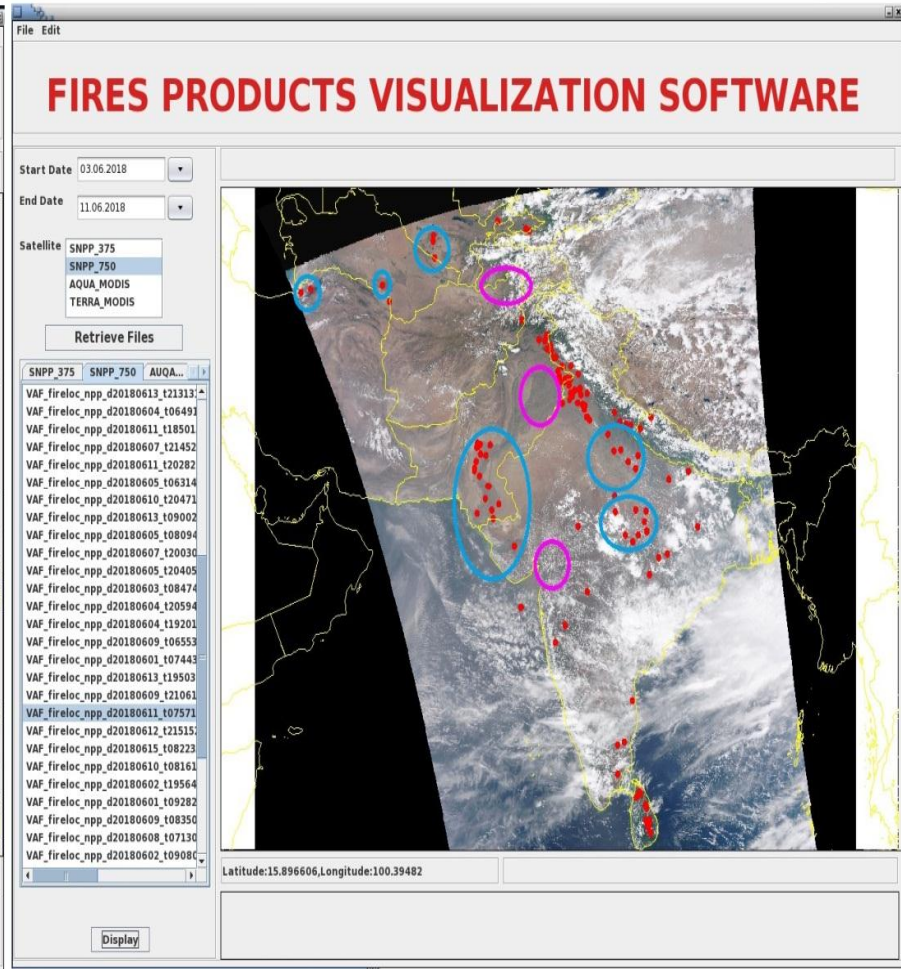 File Edit
FIRES PRODUCTS VISUALIZATION SOFTWARE
Start Date 03.06.2018
End Date 11.06.2018
Satellite SNPP_375
SNPP_750
AQUA_MODIS
TERRA_MODIS
Retrieve Files
SNPP_375 SNPP_750 AUQA...
VAF_fireloc_npp_d20180613_t21313
VAF_fireloc_npp_d20180604_t06491
VAF_fireloc_npp_d20180611_t18501
VAF_fireloc_npp_d20180607_t21452
VAF_fireloc_npp_d20180611_t20282
VAF_fireloc_npp_d20180605_t06314
VAF_fireloc_npp_d20180610_t20471
VAF_fireloc_npp_d20180613_t09002
VAF_fireloc_npp_d20180605_t08094
VAF_fireloc_npp_d20180607_t20030
VAF_fireloc_npp_d20180605_t20405
VAF_fireloc_npp_d20180603_t08474
VAF_fireloc_npp_d20180604_t20594
VAF_fireloc_npp_d20180604_t19201
VAF_fireloc_npp_d20180609_t06553
VAF_fireloc_npp_d20180601_t07443
VAF_fireloc_npp_d20180613_t19503
VAF_fireloc_npp_d20180609_t21061
VAF_fireloc_npp_d20180611_t07571
VAF_fireloc_npp_d20180612_t21515
VAF_fireloc_npp_d20180615_t08223
VAF_fireloc_npp_d20180610_t08161
VAF_fireloc_npp_d20180602_t19564
VAF_fireloc_npp_d20180601_t09282
VAF_fireloc_npp_d20180609_t08350
VAF_fireloc_npp_d20180608_t07130
VAF_fireloc_npp_d20180602_t09080
Latitude:15.896606,Longitude:100.39482
Display